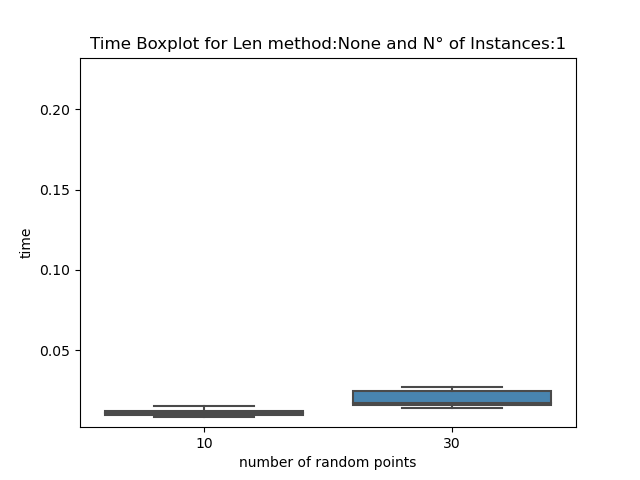 Time Boxplot for Len method:None and N° of Instances:1
0.20
0.15
0.10
0.05
time
10 30
number of random points